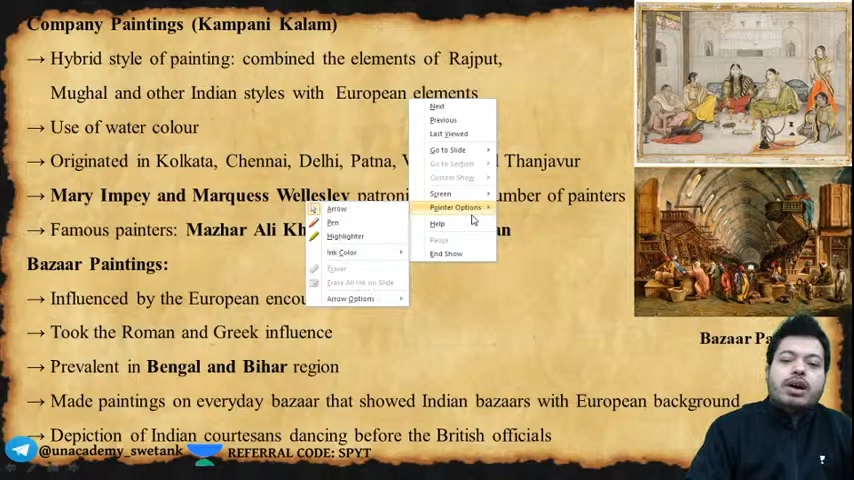 Company Paintings (Kampani Kalam)
→ Hybrid style of painting: combined the elements of Rajput,
Mughal and other Indian styles with European elements
→ Use of water colour
→ Originated in Kolkata, Chennai, Delhi, Patna, Thanjavur
→ Mary Impey and Marquess Wellesley number of painters
→ Famous painters: Mazhar Ali
Bazaar Paintings:
→ Influenced by the European
→ Took the Roman and Greek influence
→ Prevalent in Bengal and Bihar region
→ Made paintings on everyday bazaar that showed Indian bazaars with European background
→ Depiction of Indian courtesans dancing before the British officials
Next
Previous
Last Viewed
Go to Slide
Go to Section
Custom Show
Screen
Pointer Options
Help
Pause
End Show
Arrow
Pen
Highlighter
Ink Color
Eraser
Erase All Ink on Slide
Arrow Options
Bazaar
@unacademy_swetank
REFERRAL CODE: SPYT